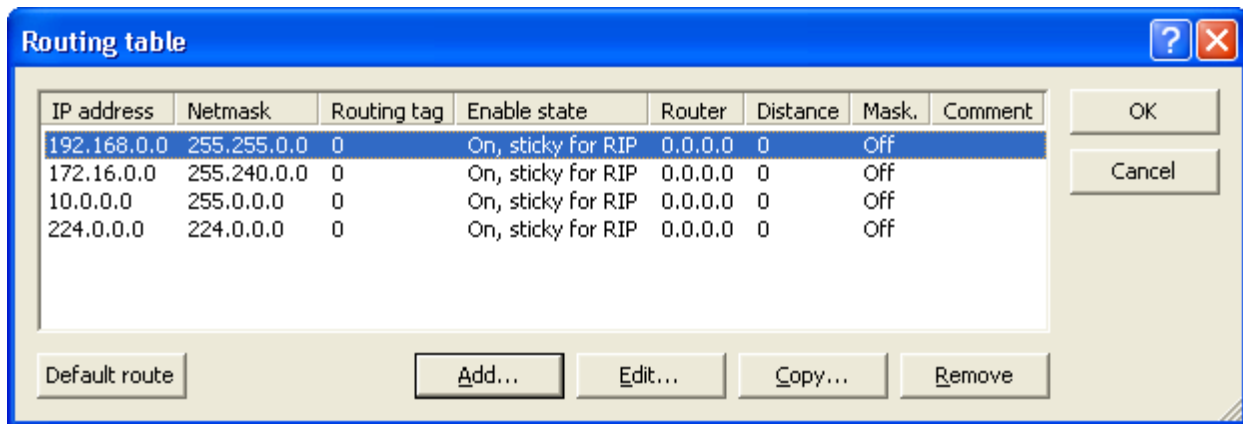 Routing table
IP address Netmask Routing tag Enable state Router Distance Mask. Comment
192.168.0.0 255.255.0.0 0 On, sticky for RIP 0.0.0.0 0 Off
172.16.0.0 255.240.0.0 0 On, sticky for RIP 0.0.0.0 0 Off
10.0.0.0 255.0.0.0 0 On, sticky for RIP 0.0.0.0 0 Off
224.0.0.0 224.0.0.0 0 On, sticky for RIP 0.0.0.0 0 Off
OK
Cancel
Default route Add... Edit... Copy... Remove